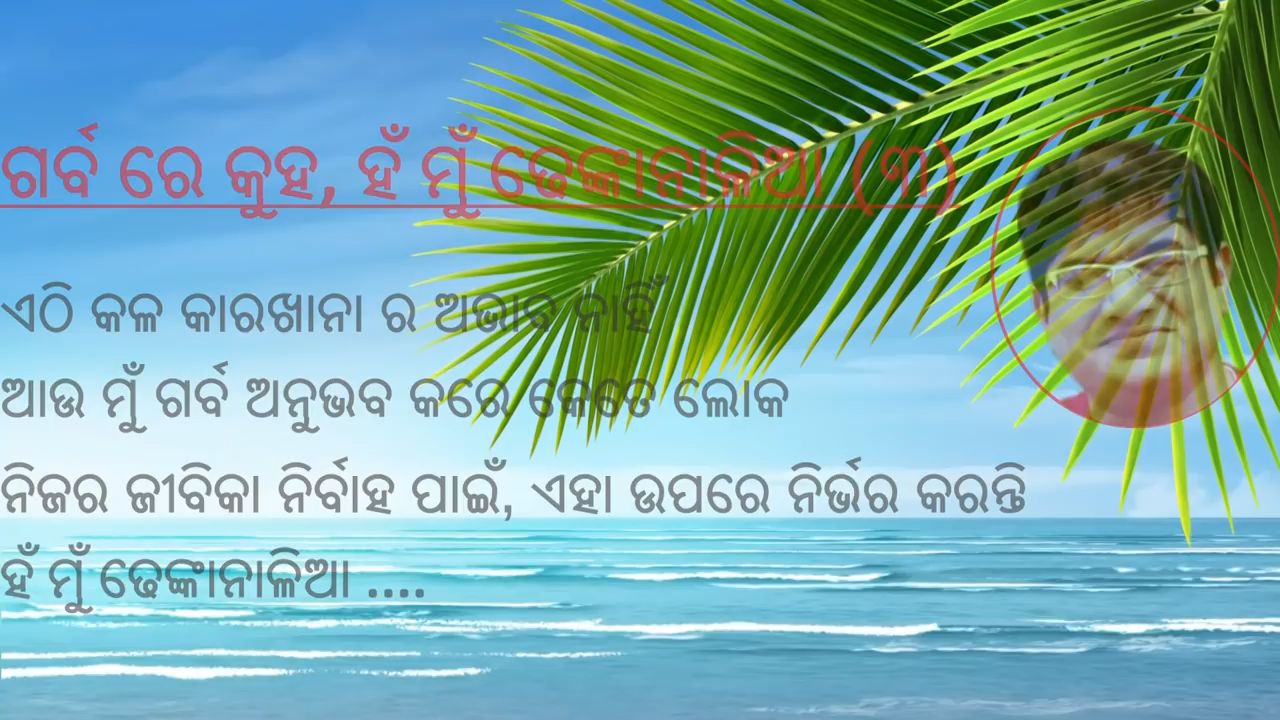 ଗର୍ବ ରେ କୁହ, ହଁ ମୁଁ ଢେଙ୍କାନାଳିଆ (୩)
ଏଠି କଳ କାରଖାନା ର ଅଭାବ ନାହିଁ
ଆଉ ମୁଁ ଗର୍ବ ଅନୁଭବ କରେ କେତେ ଲୋକ
ନିଜର ଜୀବିକା ନିର୍ବାହ ପାଇଁ, ଏହା ଉପରେ ନିର୍ଭର କରନ୍ତି
ହଁ ମୁଁ ଢେଙ୍କାନାଳିଆ ....